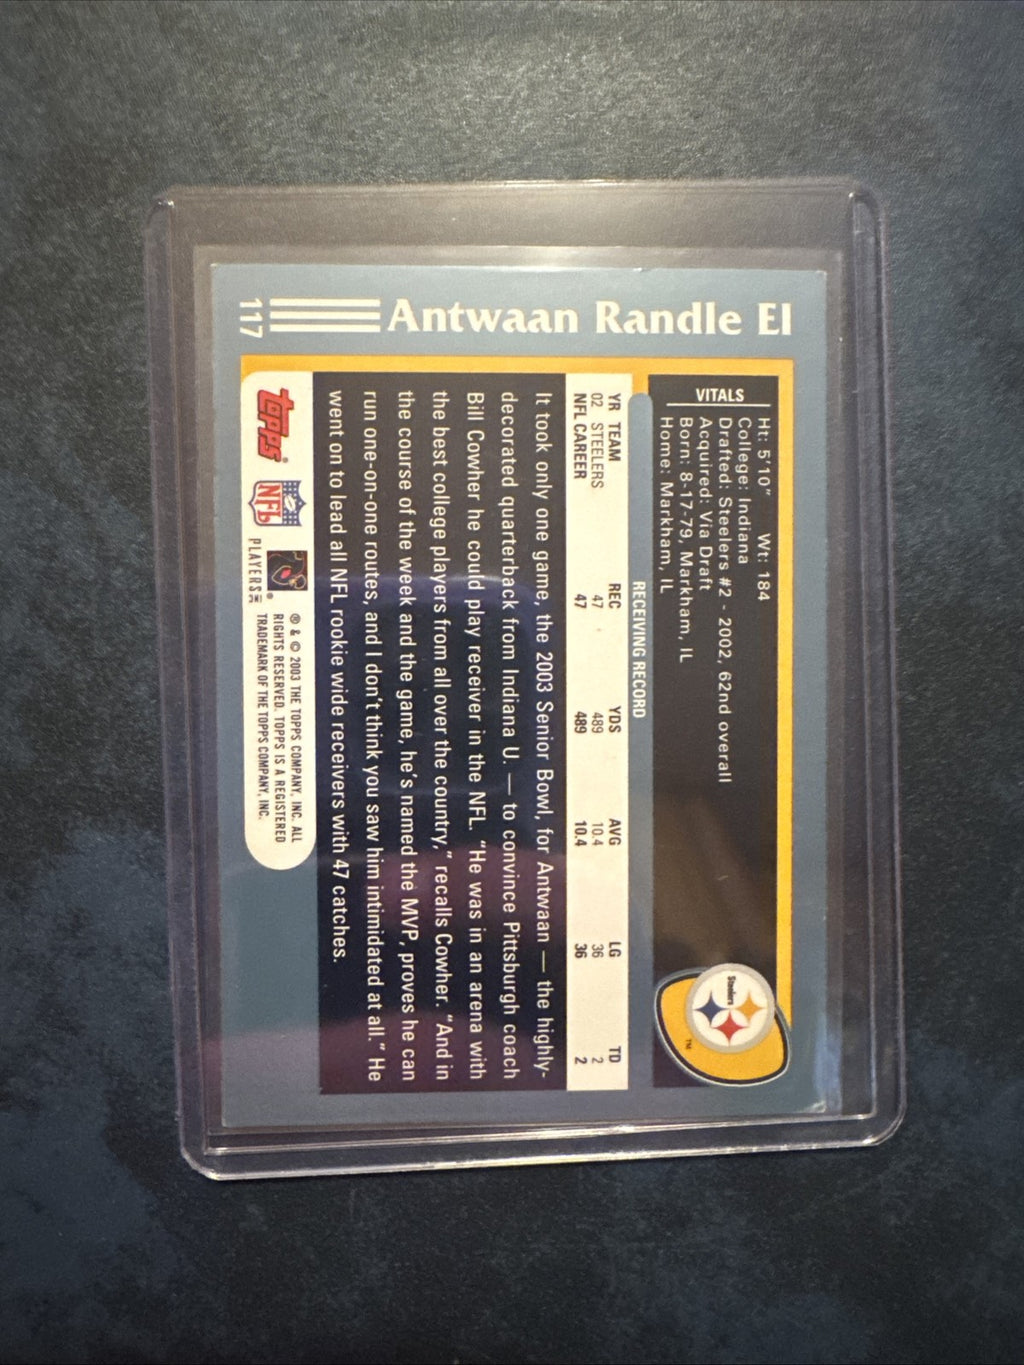 Antwaan Randle El
117
VITALS
Ht: 5'10" Wt: 184
College: Indiana
Drafted: Steelers #2 - 2002, 62nd overall
Acquired: Via Draft
Born: 8-17-79, Markham, IL
Home: Markham, IL
Steelers
TM
RECEIVING RECORD
YR TEAM REC YDS AVG LG TD
02 STEELERS 47 489 10.4 36 2
NFL CAREER 47 489 10.4 36 2
It took only one game, the 2003 Senior Bowl, for Antwaan — the highly-
decorated quarterback from Indiana U. — to convince Pittsburgh coach
Bill Cowher he could play receiver in the NFL. "He was in an arena with
the best college players from all over the country," recalls Cowher. "And in
the course of the week and the game, he's named the MVP, proves he can
run one-on-one routes, and I don't think you saw him intimidated at all." He
went on to lead all NFL rookie wide receivers with 47 catches.
topps®
NFL
PLAYERS INC
® & © 2003 THE TOPPS COMPANY, INC. ALL
RIGHTS RESERVED. TOPPS IS A REGISTERED
TRADEMARK OF THE TOPPS COMPANY, INC.